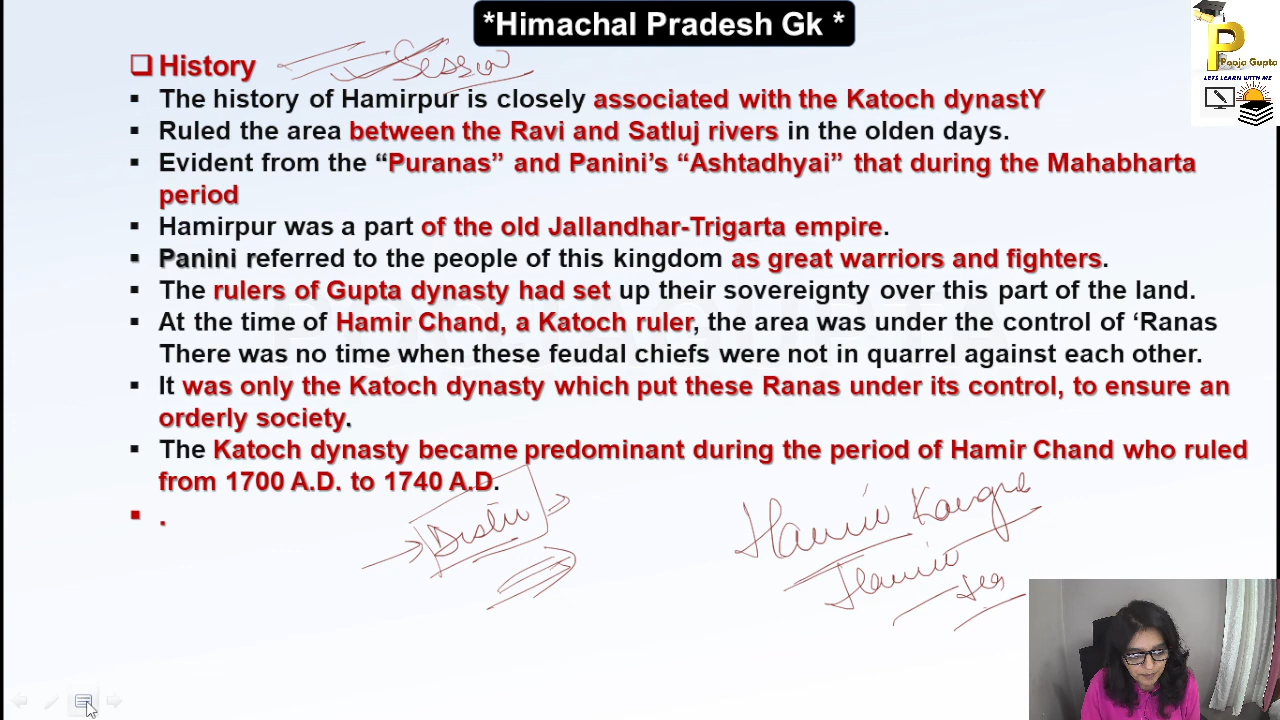 *Himachal Pradesh Gk *
Pooja Gupta
LETS LEARN WITH ME
❑ History
▪ The history of Hamirpur is closely associated with the Katoch dynastY
▪ Ruled the area between the Ravi and Satluj rivers in the olden days.
▪ Evident from the “Puranas” and Panini’s “Ashtadhyai” that during the Mahabharta
period
▪ Hamirpur was a part of the old Jallandhar-Trigarta empire.
▪ Panini referred to the people of this kingdom as great warriors and fighters.
▪ The rulers of Gupta dynasty had set up their sovereignty over this part of the land.
▪ At the time of Hamir Chand, a Katoch ruler, the area was under the control of ‘Ranas
There was no time when these feudal chiefs were not in quarrel against each other.
▪ It was only the Katoch dynasty which put these Ranas under its control, to ensure an
orderly society.
▪ The Katoch dynasty became predominant during the period of Hamir Chand who ruled
from 1700 A.D. to 1740 A.D.
▪ .
Hamir Kangra
Hamir